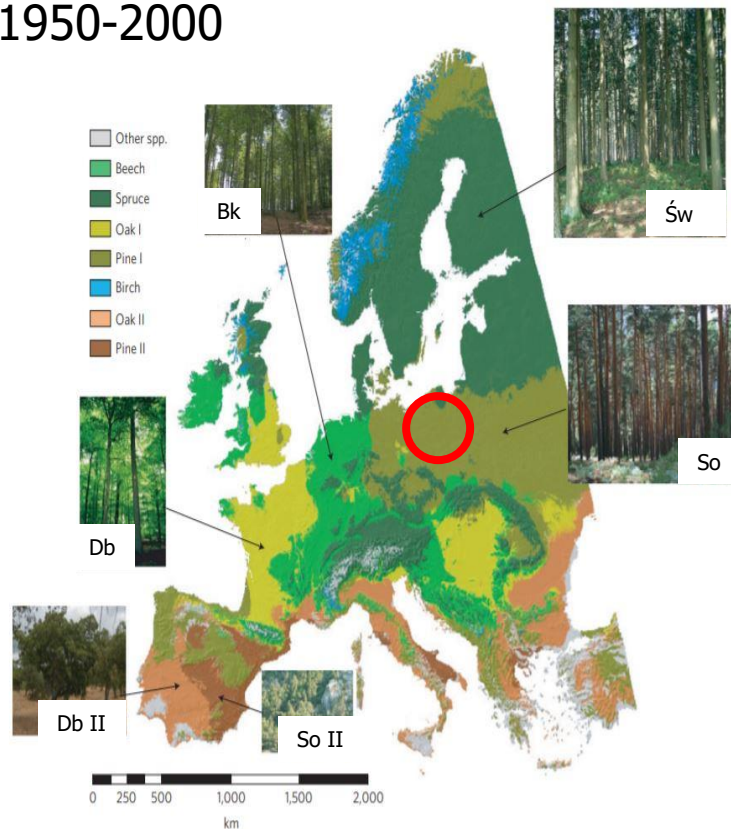 1950-2000
Other spp.
Beech
Spruce
Oak I
Pine I
Birch
Oak II
Pine II
Bk
Św
So
Db
Db II
So II
0 250 500 1,000 1,500 2,000
km